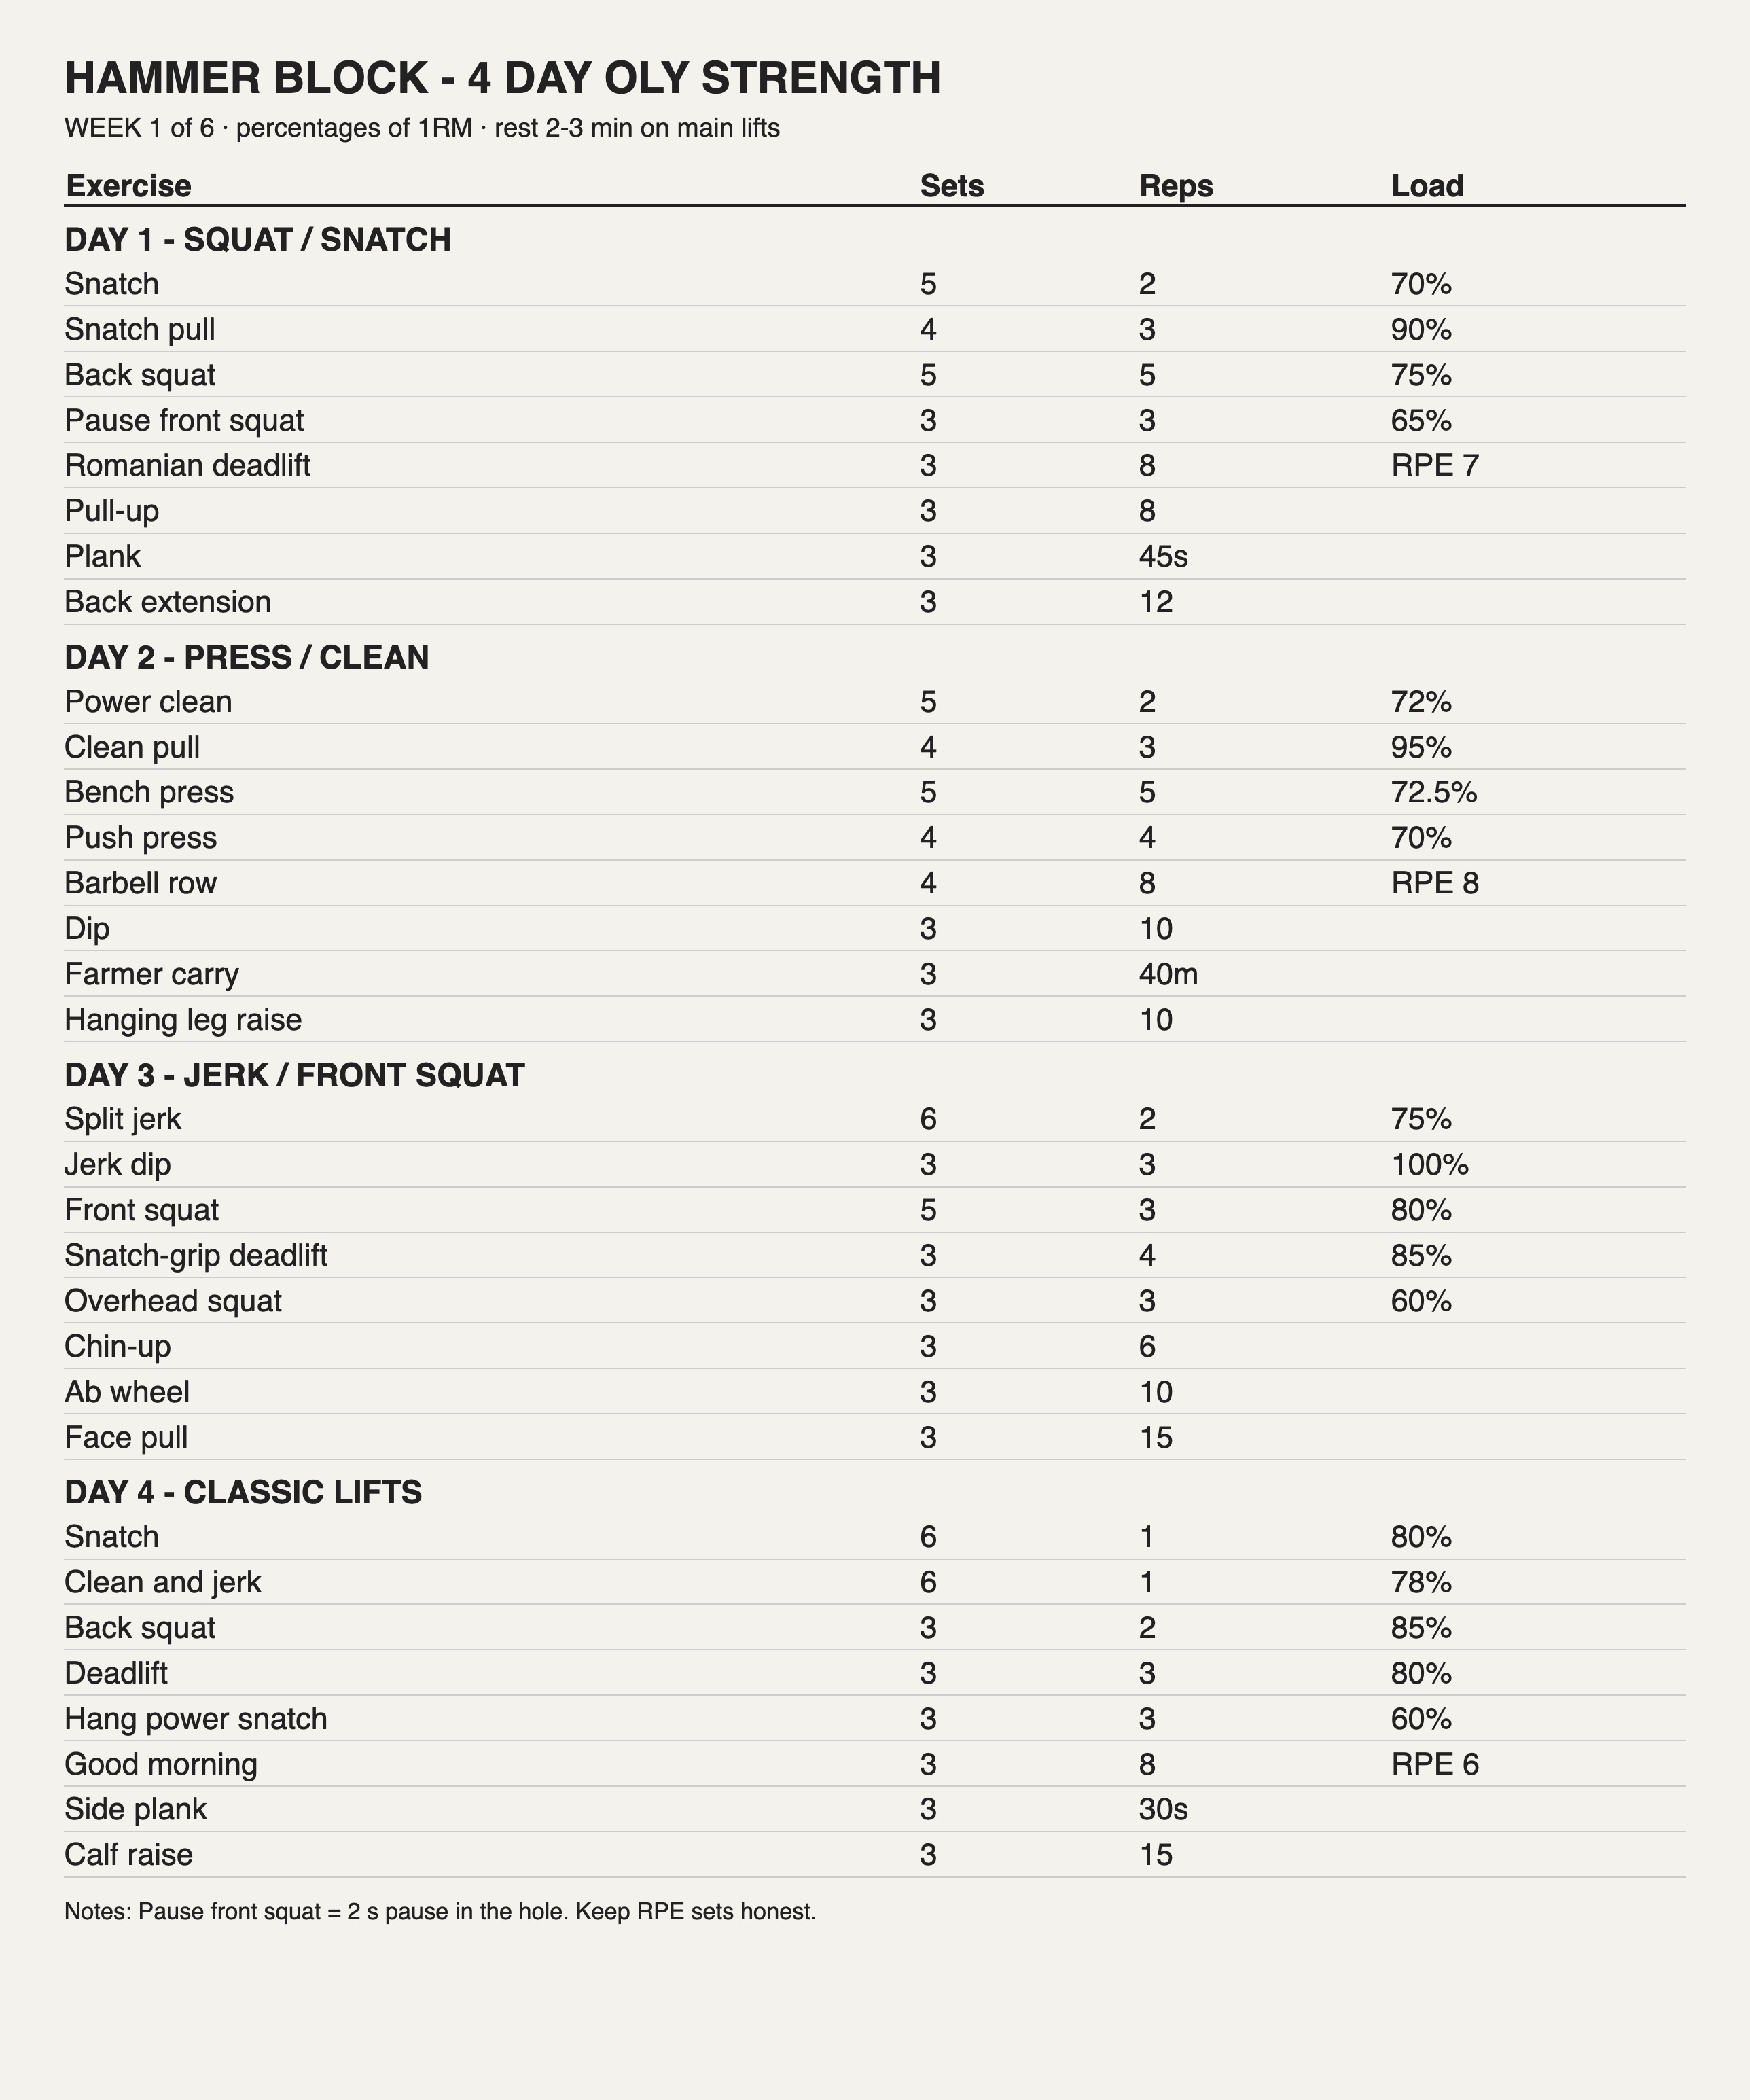 HAMMER BLOCK - 4 DAY OLY STRENGTH
WEEK 1 of 6 · percentages of 1RM · rest 2-3 min on main lifts
Exercise Sets Reps Load
DAY 1 - SQUAT / SNATCH
Snatch 5 2 70%
Snatch pull 4 3 90%
Back squat 5 5 75%
Pause front squat 3 3 65%
Romanian deadlift 3 8 RPE 7
Pull-up 3 8
Plank 3 45s
Back extension 3 12
DAY 2 - PRESS / CLEAN
Power clean 5 2 72%
Clean pull 4 3 95%
Bench press 5 5 72.5%
Push press 4 4 70%
Barbell row 4 8 RPE 8
Dip 3 10
Farmer carry 3 40m
Hanging leg raise 3 10
DAY 3 - JERK / FRONT SQUAT
Split jerk 6 2 75%
Jerk dip 3 3 100%
Front squat 5 3 80%
Snatch-grip deadlift 3 4 85%
Overhead squat 3 3 60%
Chin-up 3 6
Ab wheel 3 10
Face pull 3 15
DAY 4 - CLASSIC LIFTS
Snatch 6 1 80%
Clean and jerk 6 1 78%
Back squat 3 2 85%
Deadlift 3 3 80%
Hang power snatch 3 3 60%
Good morning 3 8 RPE 6
Side plank 3 30s
Calf raise 3 15
Notes: Pause front squat = 2 s pause in the hole. Keep RPE sets honest.